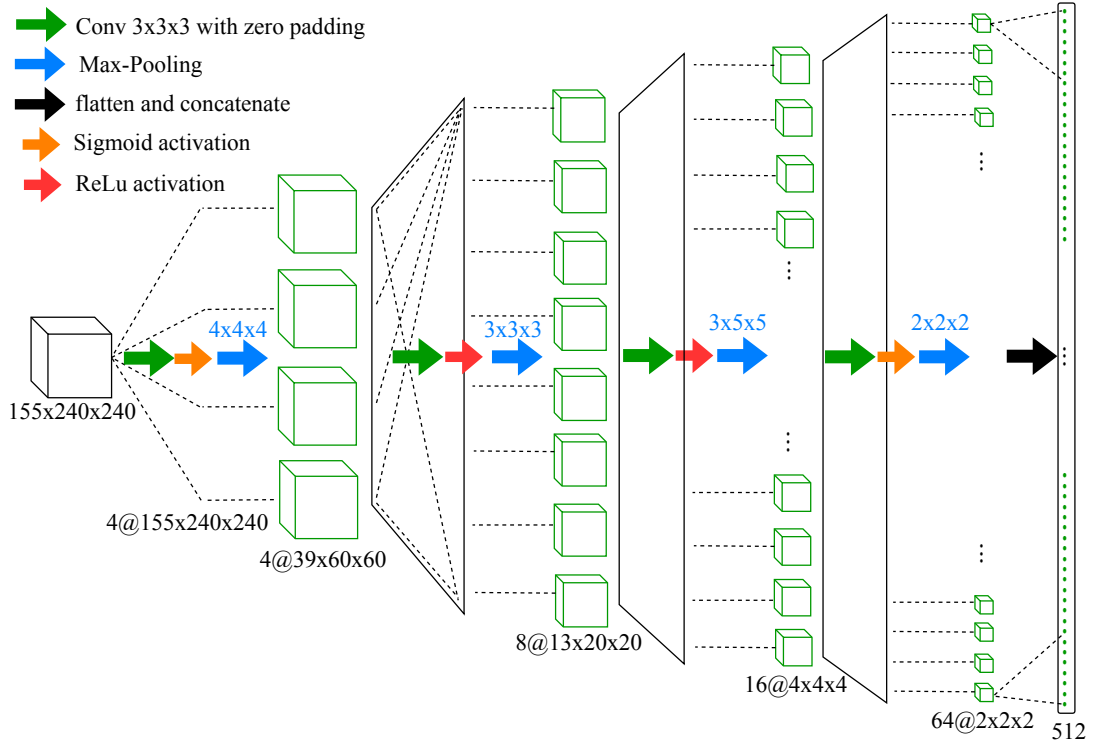 Conv 3x3x3 with zero padding
Max-Pooling
flatten and concatenate
Sigmoid activation
ReLu activation
4x4x4
3x3x3
3x5x5
2x2x2
155x240x240
4@155x240x240
4@39x60x60
8@13x20x20
16@4x4x4
64@2x2x2
512